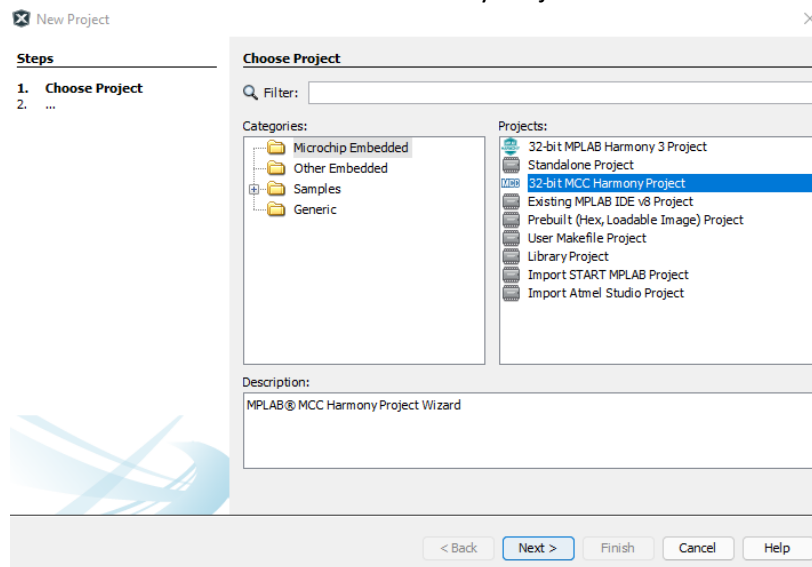 New Project
Steps
1. Choose Project
2. ...
Choose Project
Filter:
Categories:
Microchip Embedded
Other Embedded
Samples
Generic
Projects:
32-bit MPLAB Harmony 3 Project
Standalone Project
MCC 32-bit MCC Harmony Project
Existing MPLAB IDE v8 Project
Prebuilt (Hex, Loadable Image) Project
User Makefile Project
Library Project
Import START MPLAB Project
Import Atmel Studio Project
Description:
MPLAB® MCC Harmony Project Wizard
< Back Next > Finish Cancel Help